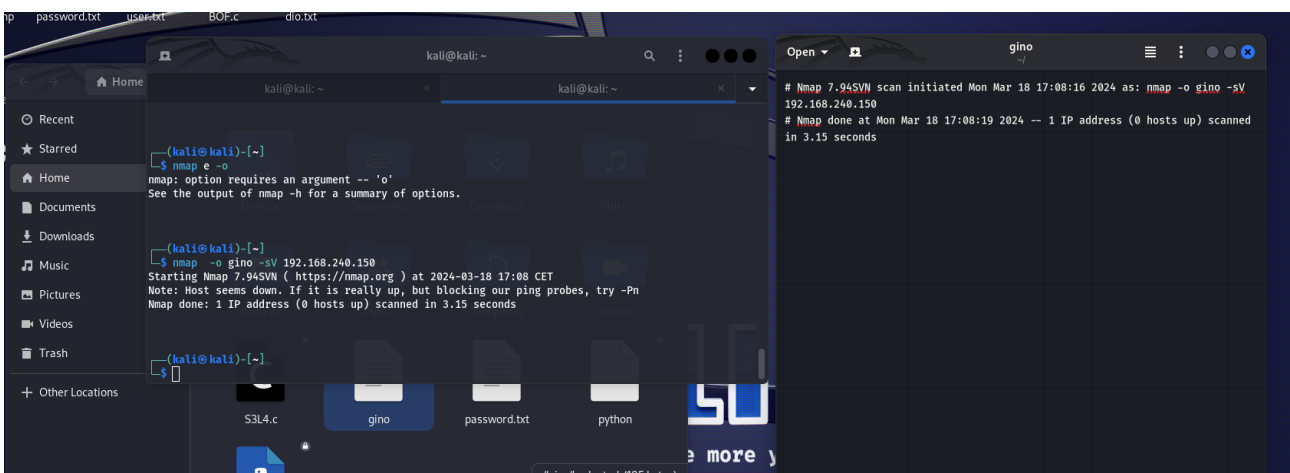 password.txt
user.txt
BOF.c
dio.txt
kali@kali: ~
kali@kali: ~
kali@kali: ~
Home
Recent
Starred
Home
Documents
Downloads
Music
Pictures
Videos
Trash
Other Locations
(kali㉿kali)-[~]
$ nmap e -o
nmap: option requires an argument -- 'o'
See the output of nmap -h for a summary of options.
(kali㉿kali)-[~]
$ nmap  -o gino -sV 192.168.240.150
Starting Nmap 7.94SVN ( https://nmap.org ) at 2024-03-18 17:08 CET
Note: Host seems down. If it is really up, but blocking our ping probes, try -Pn
Nmap done: 1 IP address (0 hosts up) scanned in 3.15 seconds
(kali㉿kali)-[~]
$
S3L4.c
gino
password.txt
python
e more y
Open
gino
~/
# Nmap 7.94SVN scan initiated Mon Mar 18 17:08:16 2024 as: nmap -o gino -sV
192.168.240.150
# Nmap done at Mon Mar 18 17:08:19 2024 -- 1 IP address (0 hosts up) scanned
in 3.15 seconds